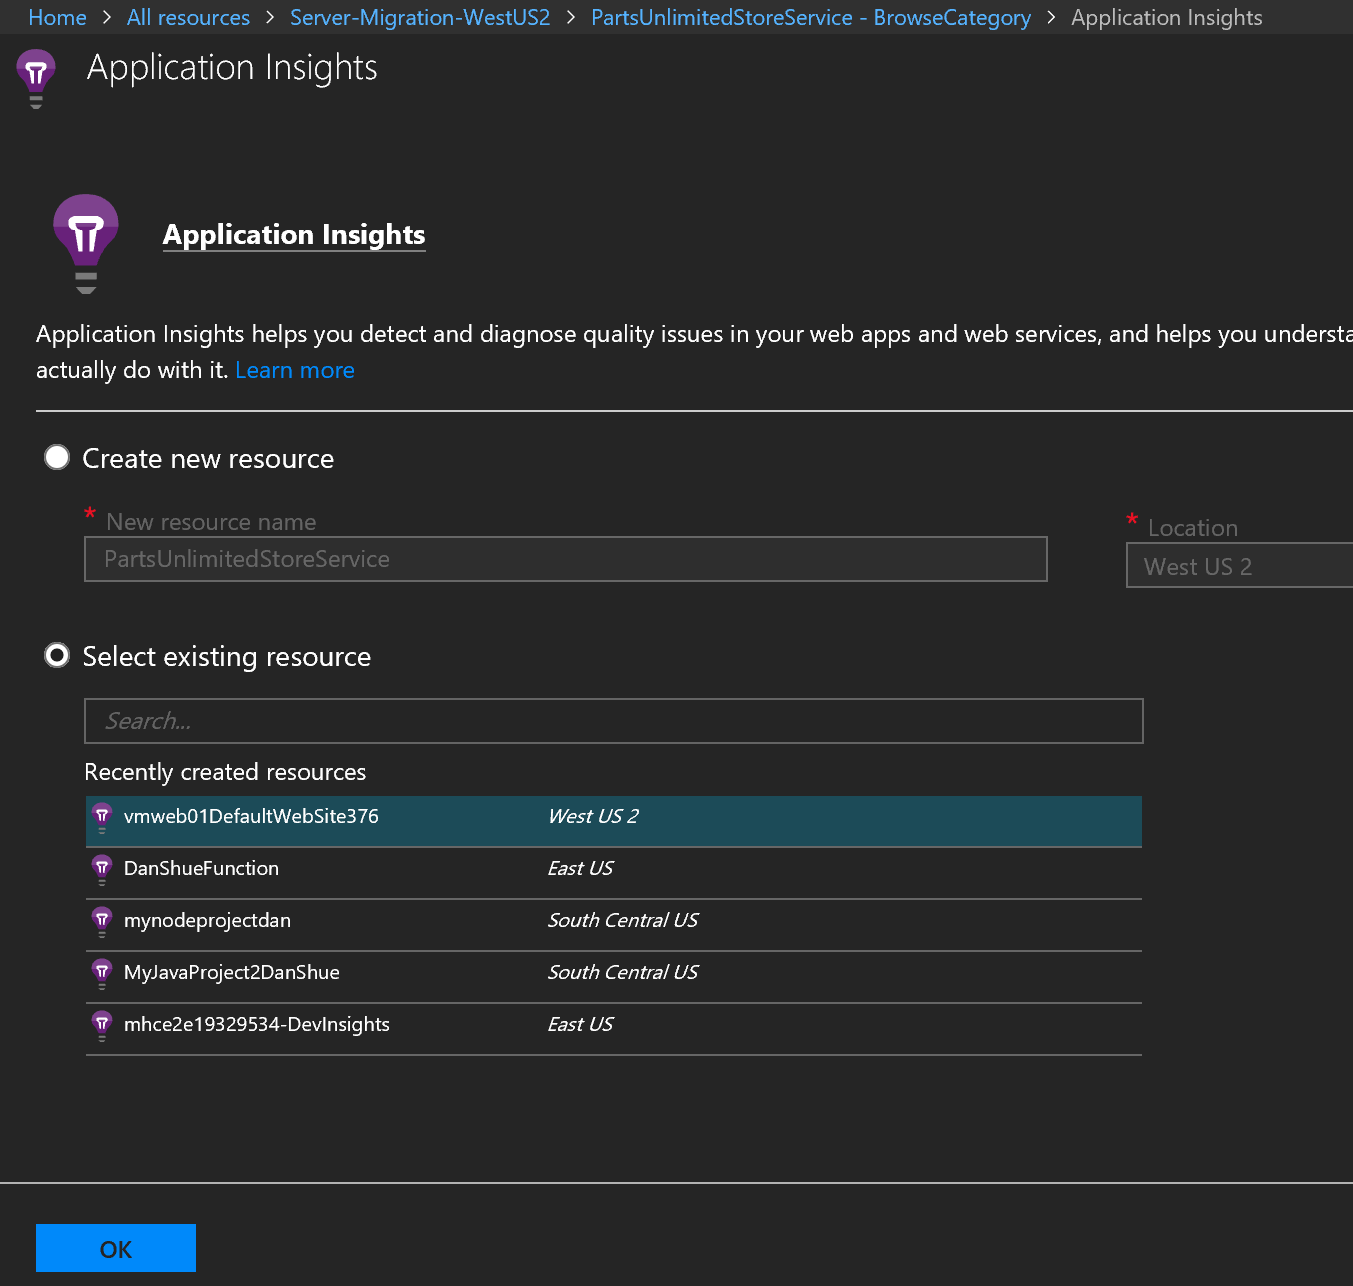 Home > All resources > Server-Migration-WestUS2 > PartsUnlimitedStoreService - BrowseCategory > Application Insights
Application Insights
Application Insights
Application Insights helps you detect and diagnose quality issues in your web apps and web services, and helps you understa
actually do with it. Learn more
Create new resource
* New resource name
* Location
PartsUnlimitedStoreService
West US 2
Select existing resource
Search...
Recently created resources
vmweb01DefaultWebSite376 West US 2
DanShueFunction East US
mynodeprojectdan South Central US
MyJavaProject2DanShue South Central US
mhce2e19329534-DevInsights East US
OK